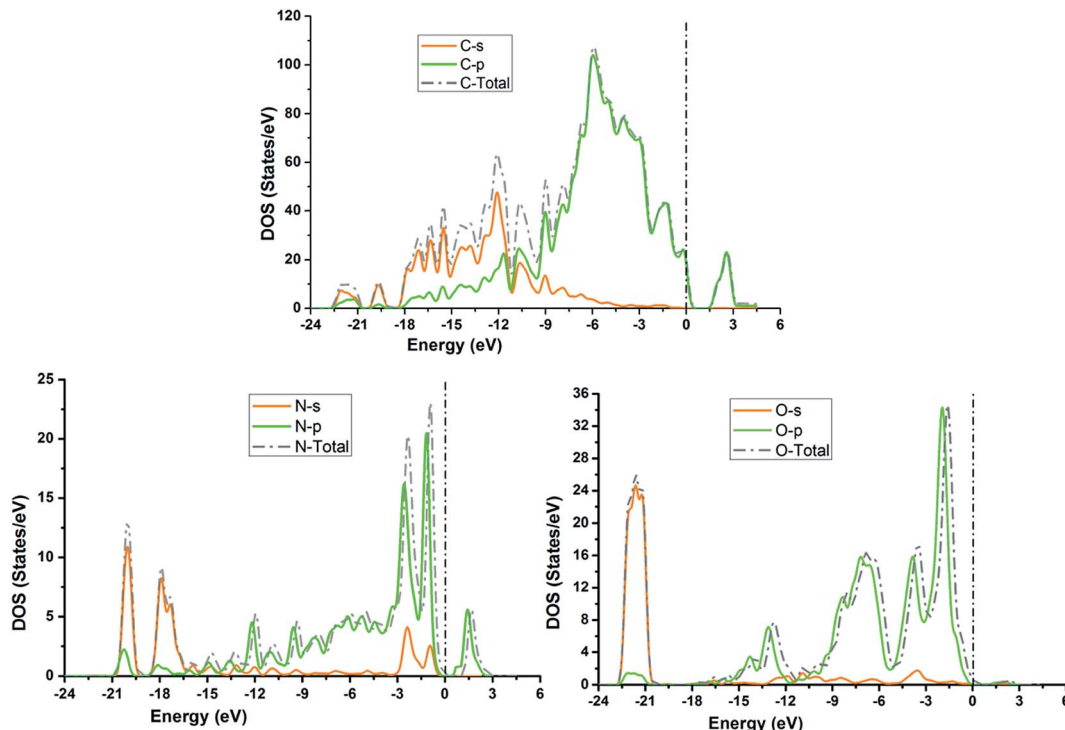 120
100
80
60
40
20
0
DOS (States/eV)
C-s
C-p
C-Total
-24 -21 -18 -15 -12 -9 -6 -3 0 3 6
Energy (eV)
25
20
15
10
5
0
DOS (States/eV)
N-s
N-p
N-Total
-24 -21 -18 -15 -12 -9 -6 -3 0 3 6
Energy (eV)
36
32
28
24
20
16
12
8
4
0
DOS (States/eV)
O-s
O-p
O-Total
-24 -21 -18 -15 -12 -9 -6 -3 0 3 6
Energy (eV)